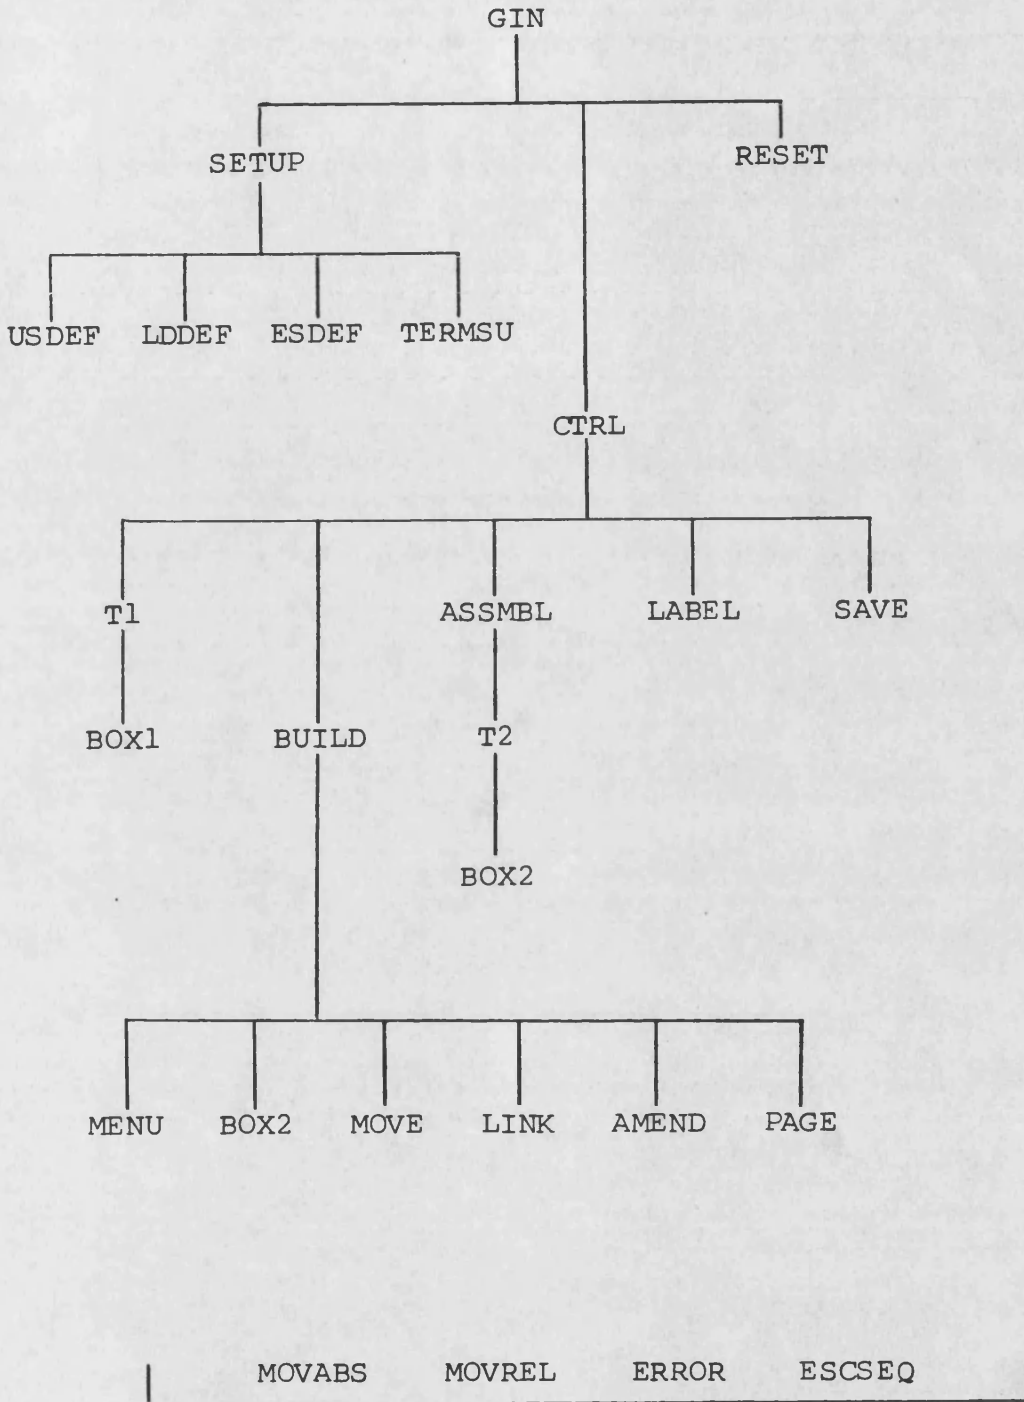 GIN
SETUP RESET
USDEF LDDEF ESDEF TERMSU
CTRL
T1 ASSMBL LABEL SAVE
BOX1 BUILD T2
BOX2
MENU BOX2 MOVE LINK AMEND PAGE
MOVABS MOVREL ERROR ESCSEQ